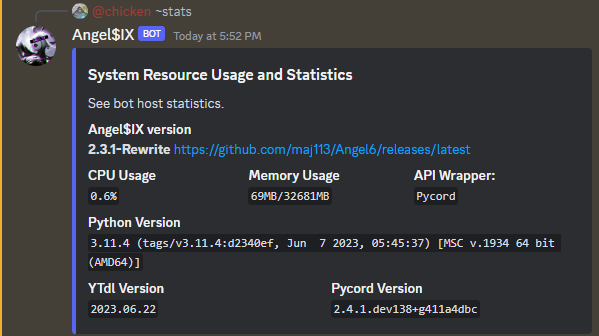 @chicken ~stats
Angel$IX BOT Today at 5:52 PM
System Resource Usage and Statistics
See bot host statistics.
Angel$IX version
2.3.1-Rewrite https://github.com/maj113/Angel6/releases/latest
CPU Usage Memory Usage API Wrapper:
0.6% 69MB/32681MB Pycord
Python Version
3.11.4 (tags/v3.11.4:d2340ef, Jun  7 2023, 05:45:37) [MSC v.1934 64 bit
(AMD64)]
YTdl Version Pycord Version
2023.06.22 2.4.1.dev138+g411a4dbc